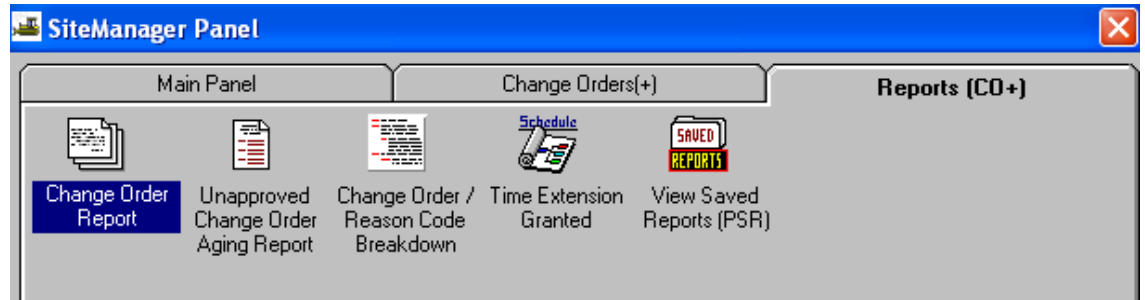 SiteManager Panel
Main Panel
Change Orders(+)
Reports (CO+)
Schedule
SAVED
REPORTS
Change Order
Report
Unapproved
Change Order
Aging Report
Change Order /
Reason Code
Breakdown
Time Extension
Granted
View Saved
Reports (PSR)